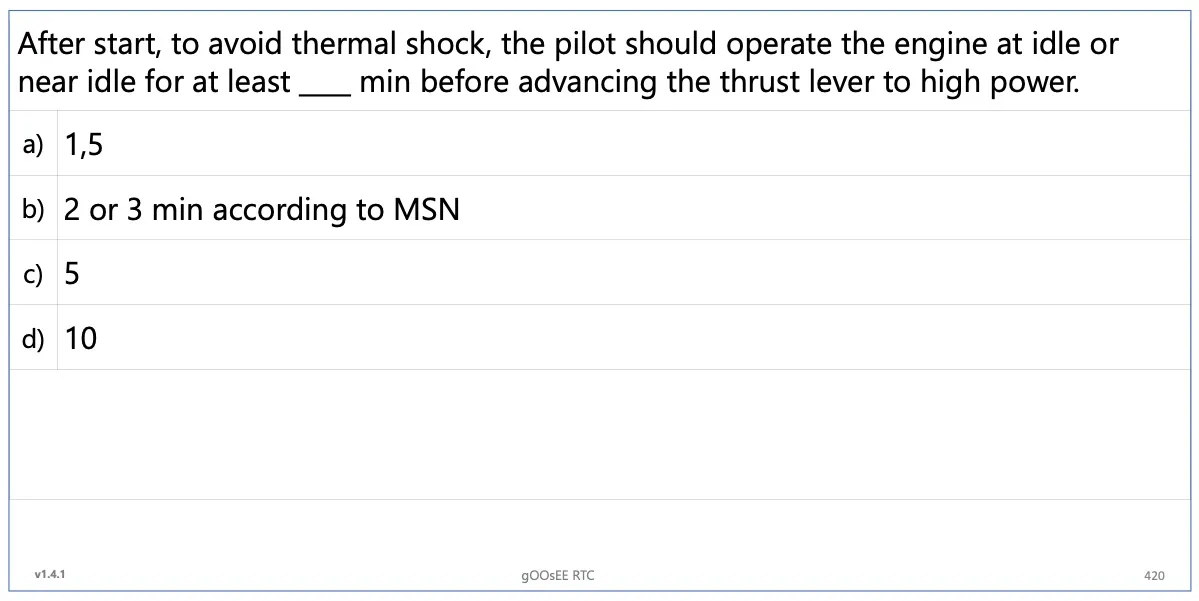 After start, to avoid thermal shock, the pilot should operate the engine at idle or
near idle for at least ____ min before advancing the thrust lever to high power.
a) 1,5
b) 2 or 3 min according to MSN
c) 5
d) 10
v1.4.1 gOOsEE RTC 420